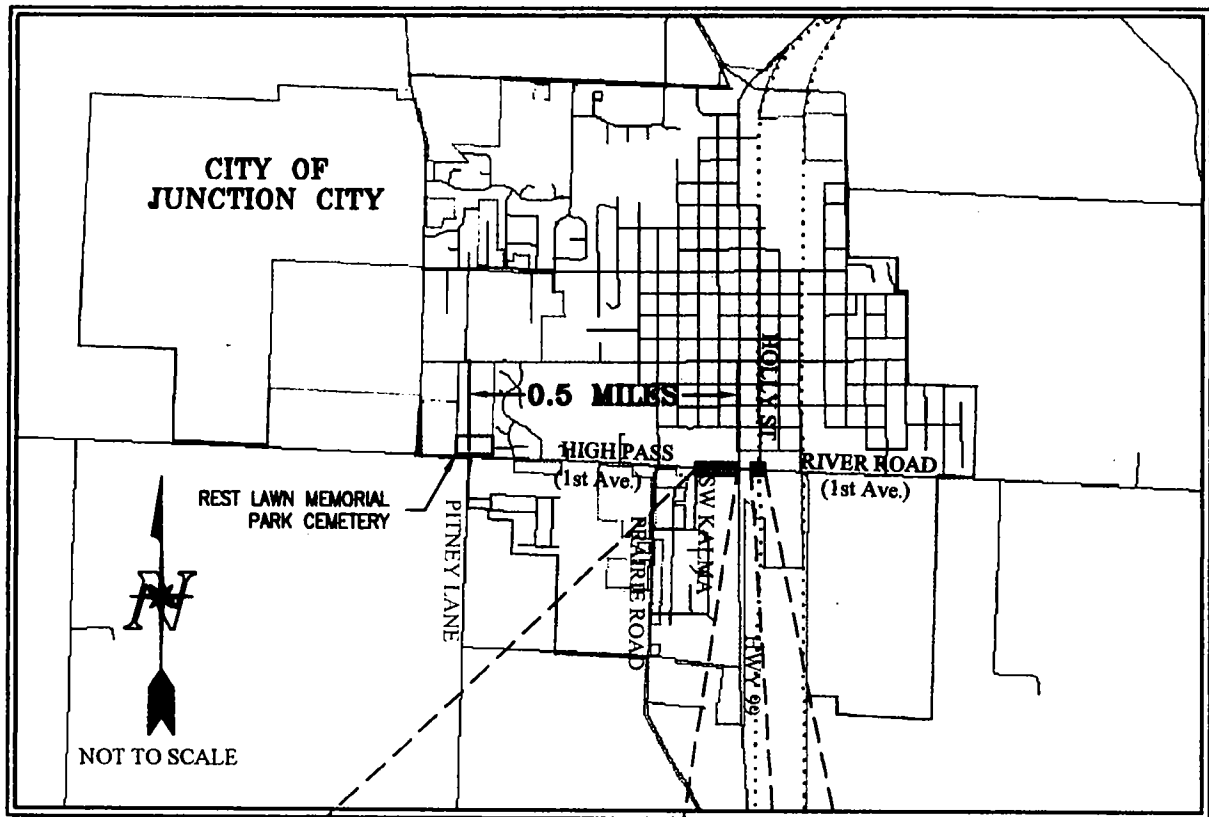 CITY OF
JUNCTION CITY
HOLLY ST
0.5 MILES
HIGH PASS
(1st Ave.)
RIVER ROAD
(1st Ave.)
REST LAWN MEMORIAL
PARK CEMETERY
PITNEY LANE
PRAIRIE ROAD
SW KALMA
HWY 99
N
NOT TO SCALE